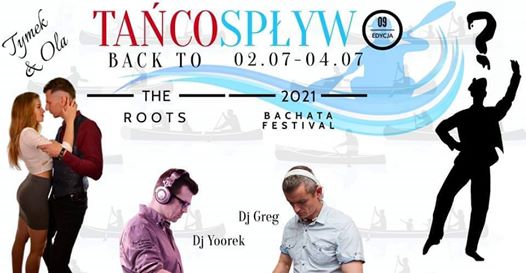 Tymek
& Ola
TAŃCOSPŁYW
09
EDYCJA
BACK TO 02.07-04.07
THE
ROOTS
2021
BACHATA
FESTIVAL
?
Dj Yoorek
Dj Greg